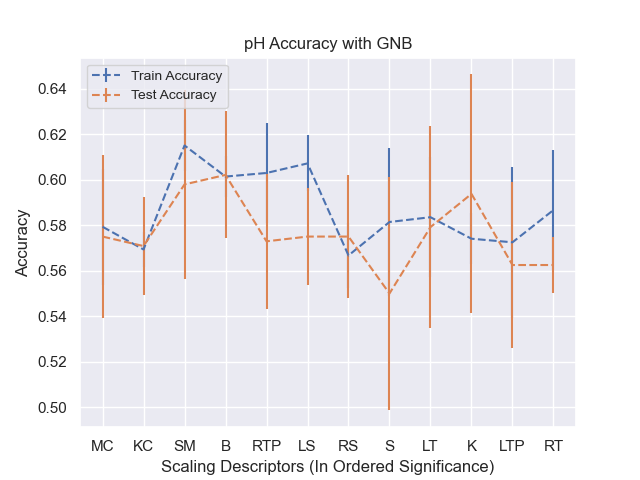 pH Accuracy with GNB
Train Accuracy
Test Accuracy
0.64
0.62
0.60
0.58
0.56
0.54
0.52
0.50
Accuracy
MC KC SM B RTP LS RS S LT K LTP RT
Scaling Descriptors (In Ordered Significance)